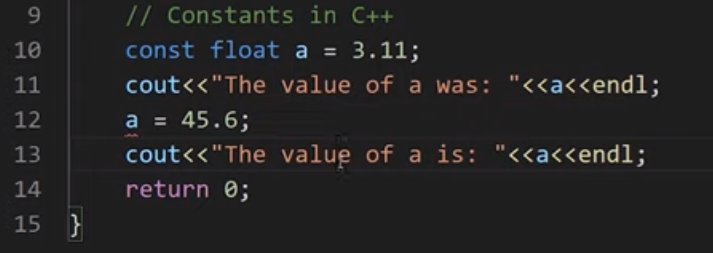 9 // Constants in C++
10 const float a = 3.11;
11 cout<<"The value of a was: "<<a<<endl;
12 a = 45.6;
13 cout<<"The value of a is: "<<a<<endl;
14 return 0;
15 }